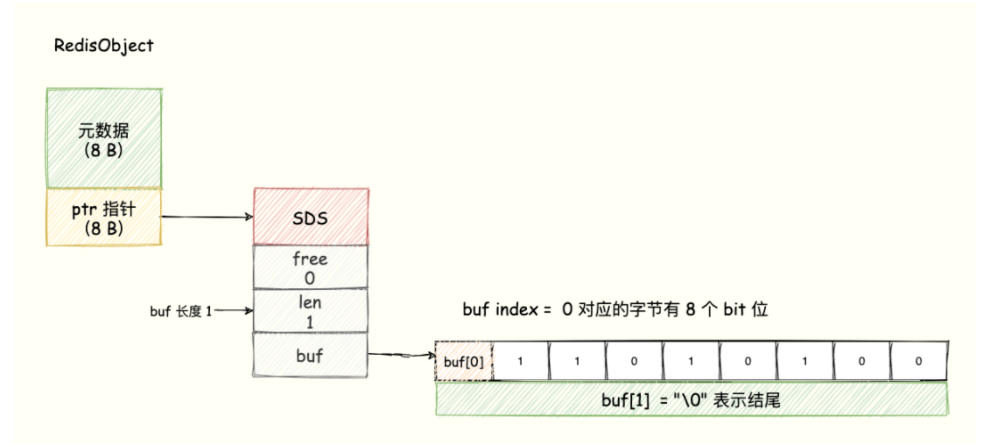 RedisObject
元数据
(8 B)
ptr 指针
(8 B)
SDS
free
0
buf 长度 1
len
1
buf
buf index = 0 对应的字节有 8 个 bit 位
buf[0] 1 1 0 1 0 1 0 0
buf[1] = "\0" 表示结尾